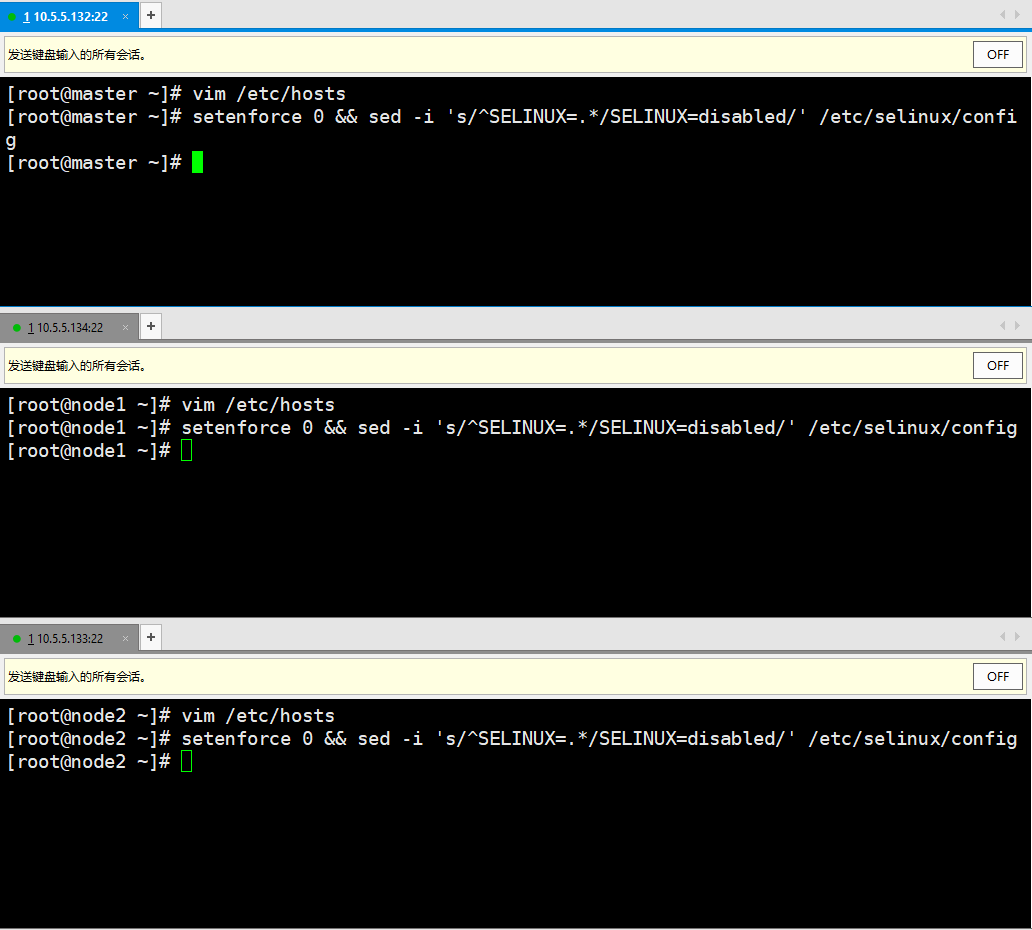 1 10.5.5.132:22 × +
发送键盘输入的所有会话。 OFF
[root@master ~]# vim /etc/hosts
[root@master ~]# setenforce 0 && sed -i 's/^SELINUX=.*/SELINUX=disabled/' /etc/selinux/confi
g
[root@master ~]#
1 10.5.5.134:22 × +
发送键盘输入的所有会话。 OFF
[root@node1 ~]# vim /etc/hosts
[root@node1 ~]# setenforce 0 && sed -i 's/^SELINUX=.*/SELINUX=disabled/' /etc/selinux/config
[root@node1 ~]#
1 10.5.5.133:22 × +
发送键盘输入的所有会话。 OFF
[root@node2 ~]# vim /etc/hosts
[root@node2 ~]# setenforce 0 && sed -i 's/^SELINUX=.*/SELINUX=disabled/' /etc/selinux/config
[root@node2 ~]#